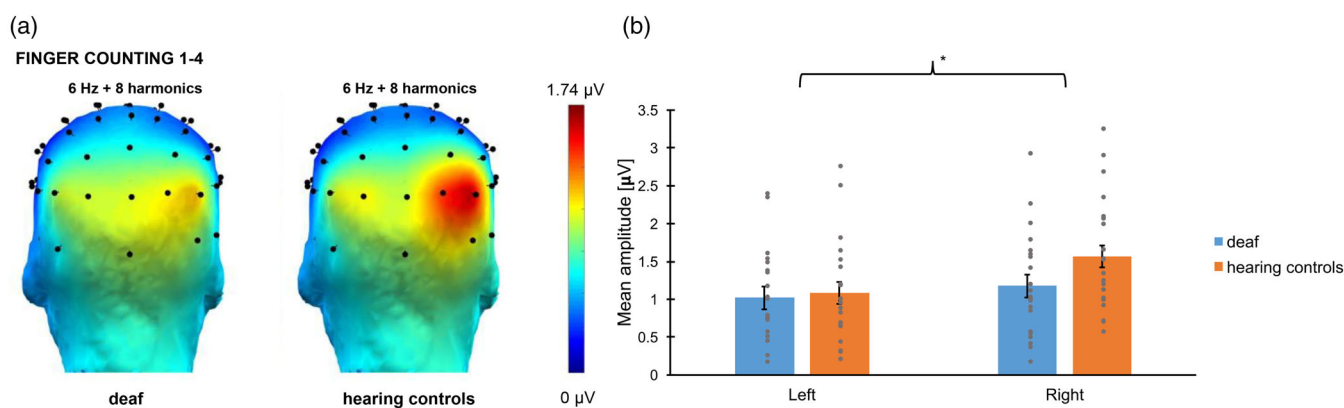 (a)
FINGER COUNTING 1-4
6 Hz + 8 harmonics
6 Hz + 8 harmonics
1.74 µV
0 µV
deaf
hearing controls
(b)
*
Mean amplitude [µV]
3.5
3
2.5
2
1.5
1
0.5
0
Left
Right
deaf
hearing controls